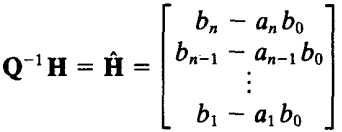 Q⁻¹H = Ĥ = [ bₙ − aₙb₀
bₙ₋₁ − aₙ₋₁b₀
⋮
b₁ − a₁b₀ ]